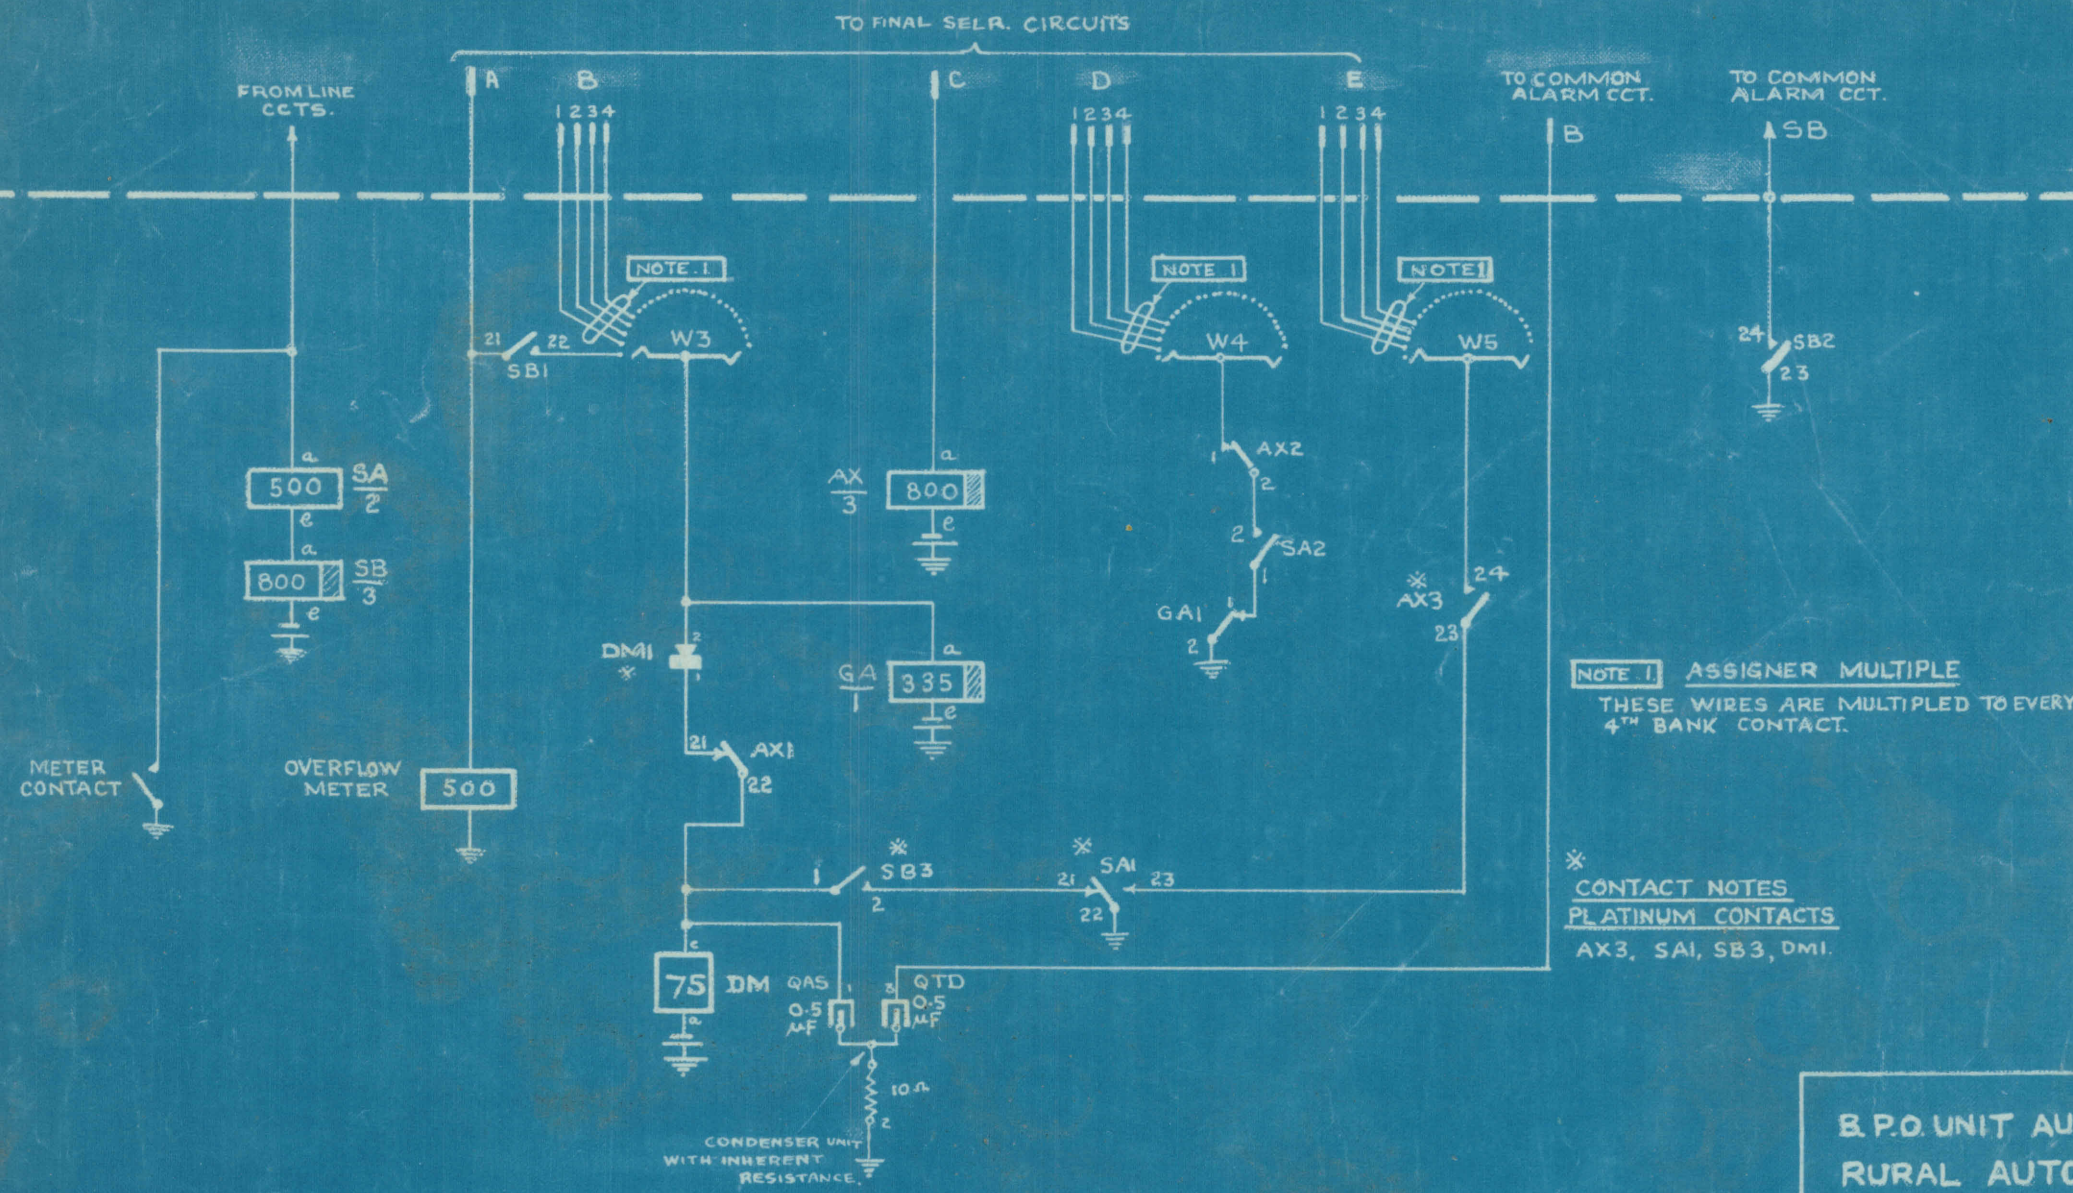 TO FINAL SELR. CIRCUITS
FROM LINE
CCTS.
A
B
1 2 3 4
C
D
1 2 3 4
E
1 2 3 4
TO COMMON
ALARM CCT.
B
TO COMMON
ALARM CCT.
SB
NOTE. 1.
NOTE 1
NOTE 1
21
22
SB1
W3
W4
W5
24
SB2
23
a
500
SA
2
e
a
800
SB
3
e
AX
3
a
800
e
1
AX2
2
2
SA2
1
GA1
1
2
※
AX3
24
23
DM1
※
2
1
GA
1
a
335
e
21
AX1
22
METER
CONTACT
OVERFLOW
METER
500
NOTE. 1.
ASSIGNER MULTIPLE
THESE WIRES ARE MULTIPLED TO EVERY
4TH BANK CONTACT.
1
※
SB3
2
※
SA1
21
23
22
※
CONTACT NOTES
PLATINUM CONTACTS
AX3, SA1, SB3, DM1.
75
DM
a
QAS
1
0.5
µF
QTD
3
0.5
µF
10 Ω
2
CONDENSER UNIT
WITH INHERENT
RESISTANCE.
B.P.O. UNIT AU
RURAL AUTO